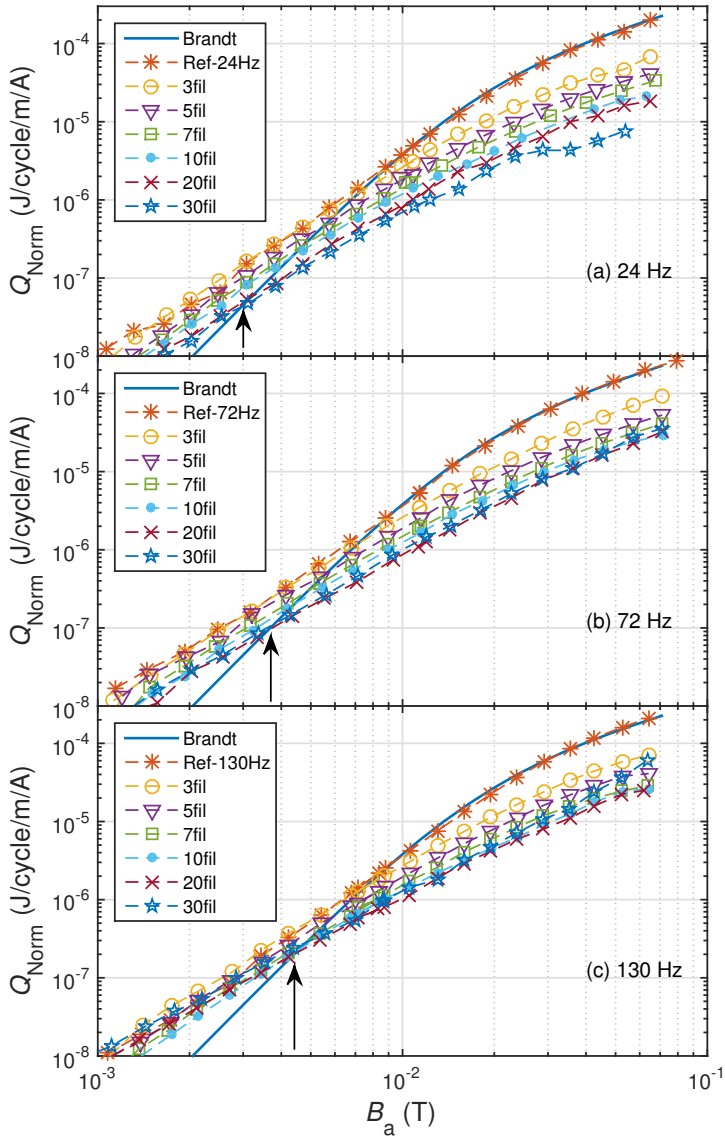 10^-4
10^-5
10^-6
10^-7
10^-8
Q_Norm (J/cycle/m/A)
Brandt
Ref-24Hz
3fil
5fil
7fil
10fil
20fil
30fil
(a) 24 Hz
10^-4
10^-5
10^-6
10^-7
10^-8
Q_Norm (J/cycle/m/A)
Brandt
Ref-72Hz
3fil
5fil
7fil
10fil
20fil
30fil
(b) 72 Hz
10^-4
10^-5
10^-6
10^-7
10^-8
Q_Norm (J/cycle/m/A)
Brandt
Ref-130Hz
3fil
5fil
7fil
10fil
20fil
30fil
(c) 130 Hz
10^-3
10^-2
10^-1
B_a (T)